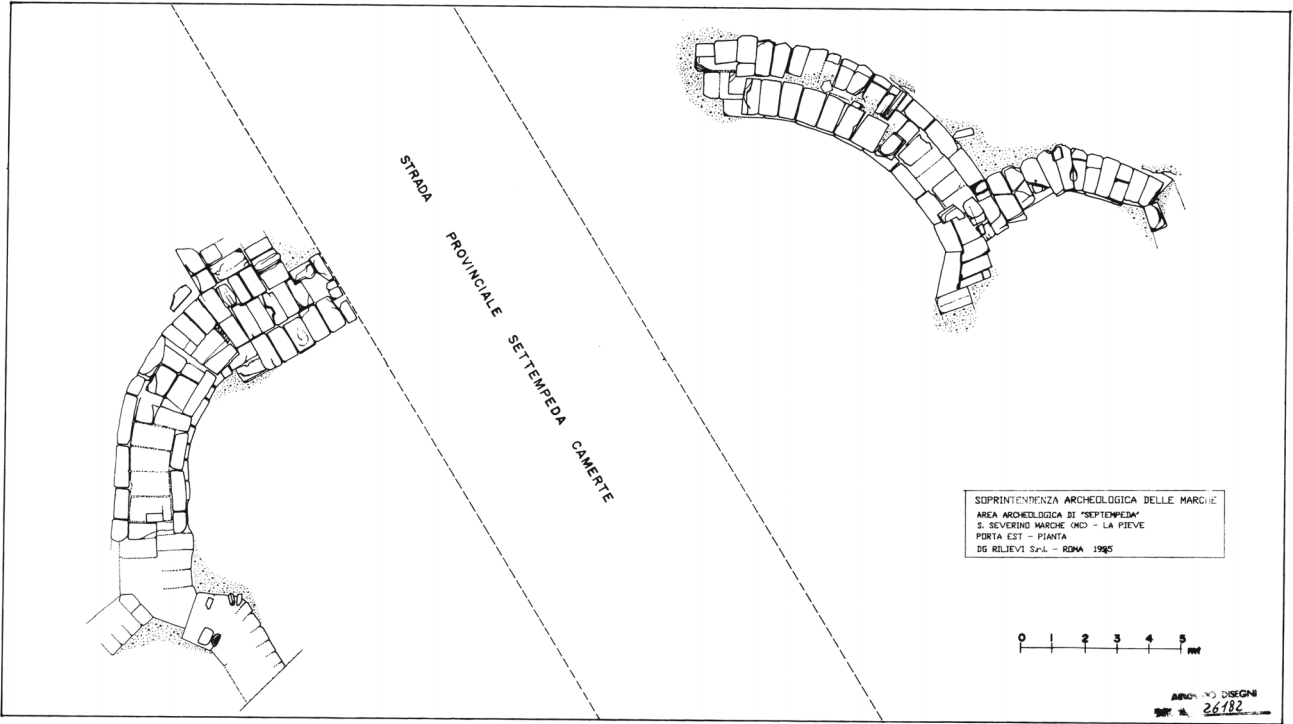 STRADA PROVINCIALE SETTEMPEDA CAMERTE
SOPRINTENDENZA ARCHEOLOGICA DELLE MARCHE
AREA ARCHEOLOGICA DI "SEPTEMPEDA"
S. SEVERINO MARCHE (MC) - LA PIEVE
PORTA EST - PIANTA
DG RILIEVI S.r.l. - ROMA 1995
0 1 2 3 4 5
mt
DISEGNI
26182